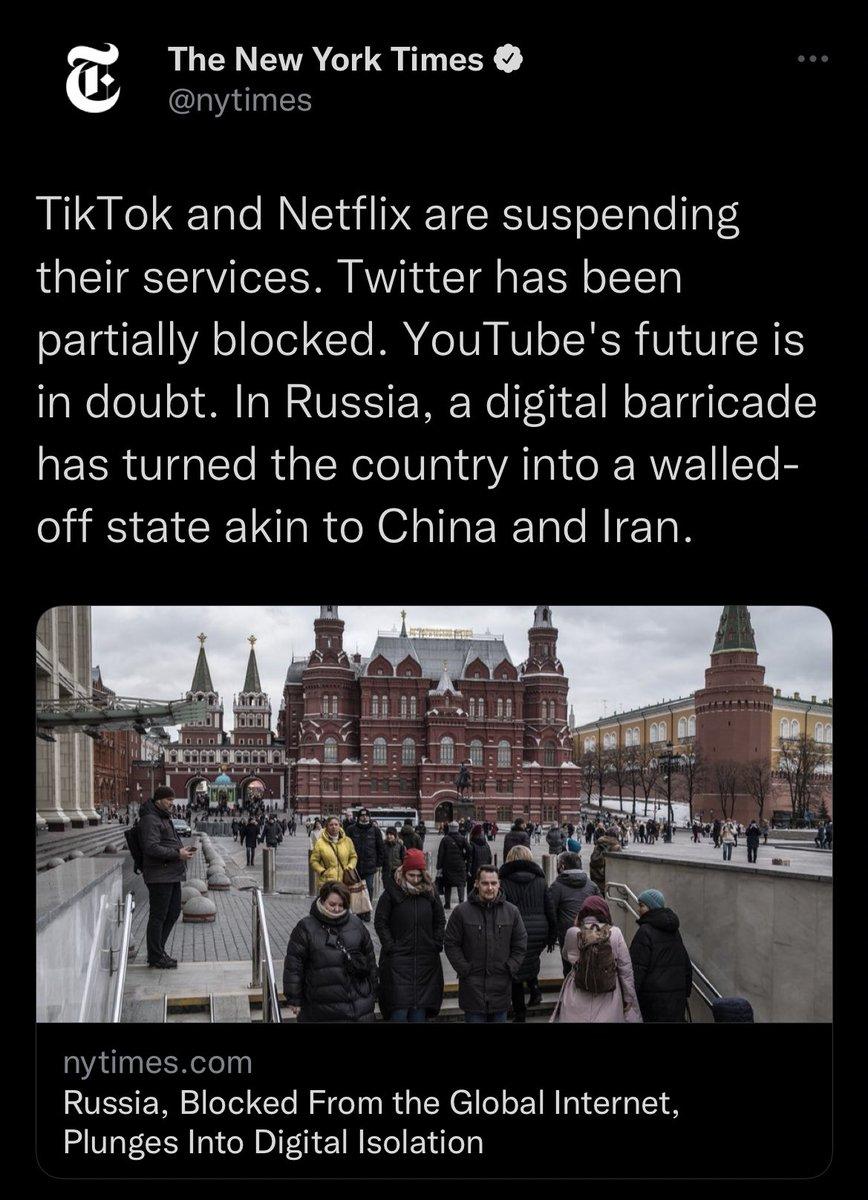 The New York Times
@nytimes
TikTok and Netflix are suspending
their services. Twitter has been
partially blocked. YouTube's future is
in doubt. In Russia, a digital barricade
has turned the country into a walled-
off state akin to China and Iran.
nytimes.com
Russia, Blocked From the Global Internet,
Plunges Into Digital Isolation